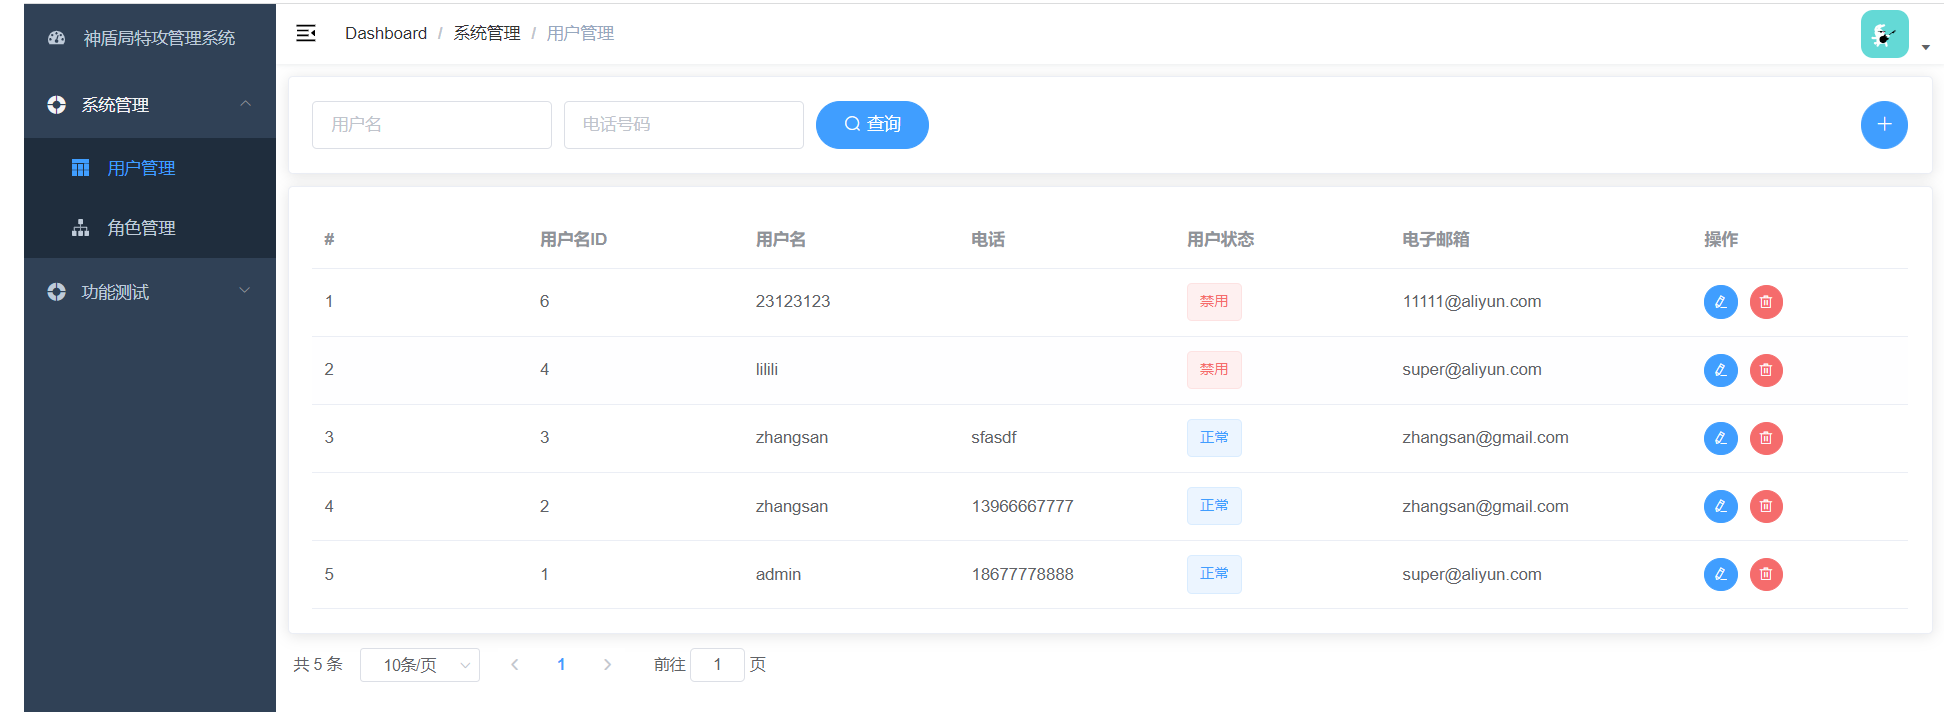 神盾局特攻管理系统
系统管理
用户管理
角色管理
功能测试
Dashboard / 系统管理 / 用户管理
用户名 电话号码 查询
# 用户名ID 用户名 电话 用户状态 电子邮箱 操作
1 6 23123123 禁用 11111@aliyun.com
2 4 lilili 禁用 super@aliyun.com
3 3 zhangsan sfasdf 正常 zhangsan@gmail.com
4 2 zhangsan 13966667777 正常 zhangsan@gmail.com
5 1 admin 18677778888 正常 super@aliyun.com
共 5 条 10条/页 1 前往 1 页